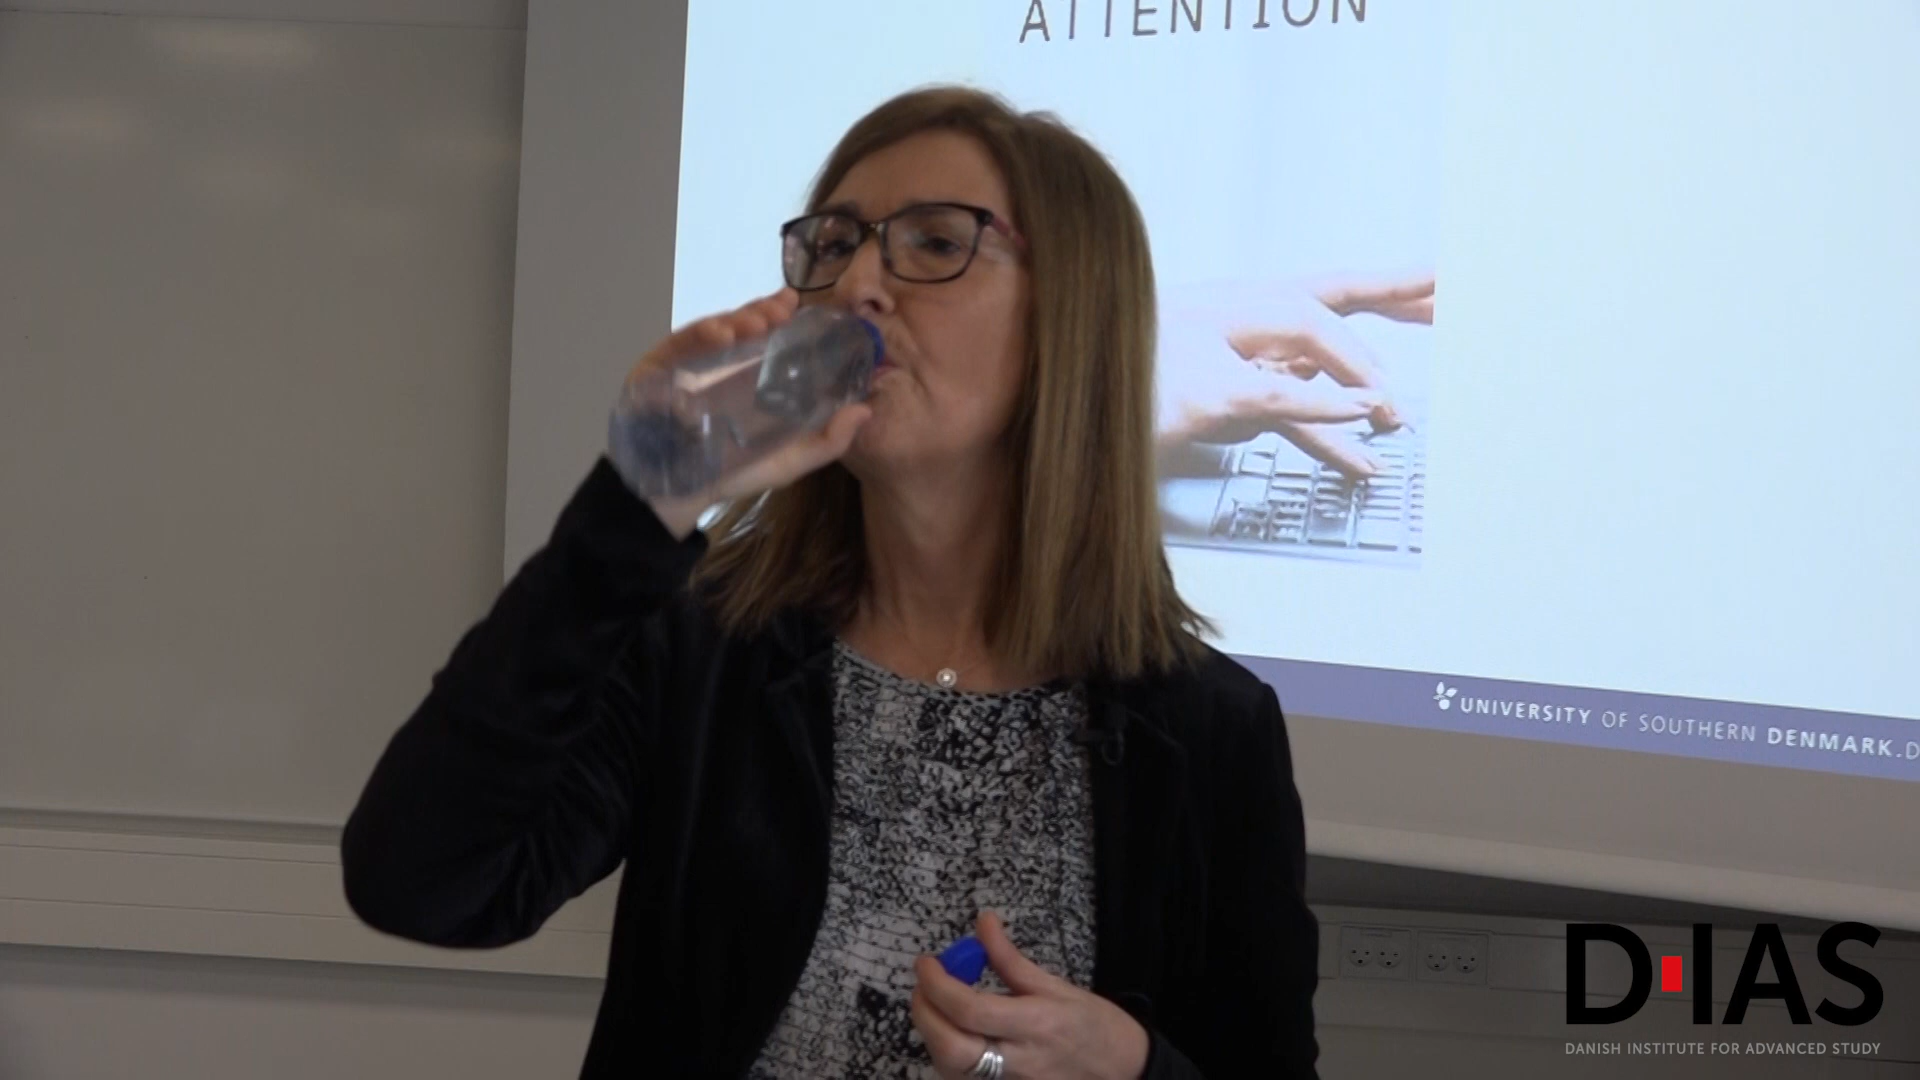 ATTENTION
UNIVERSITY OF SOUTHERN DENMARK.D
D·IAS
DANISH INSTITUTE FOR ADVANCED STUDY